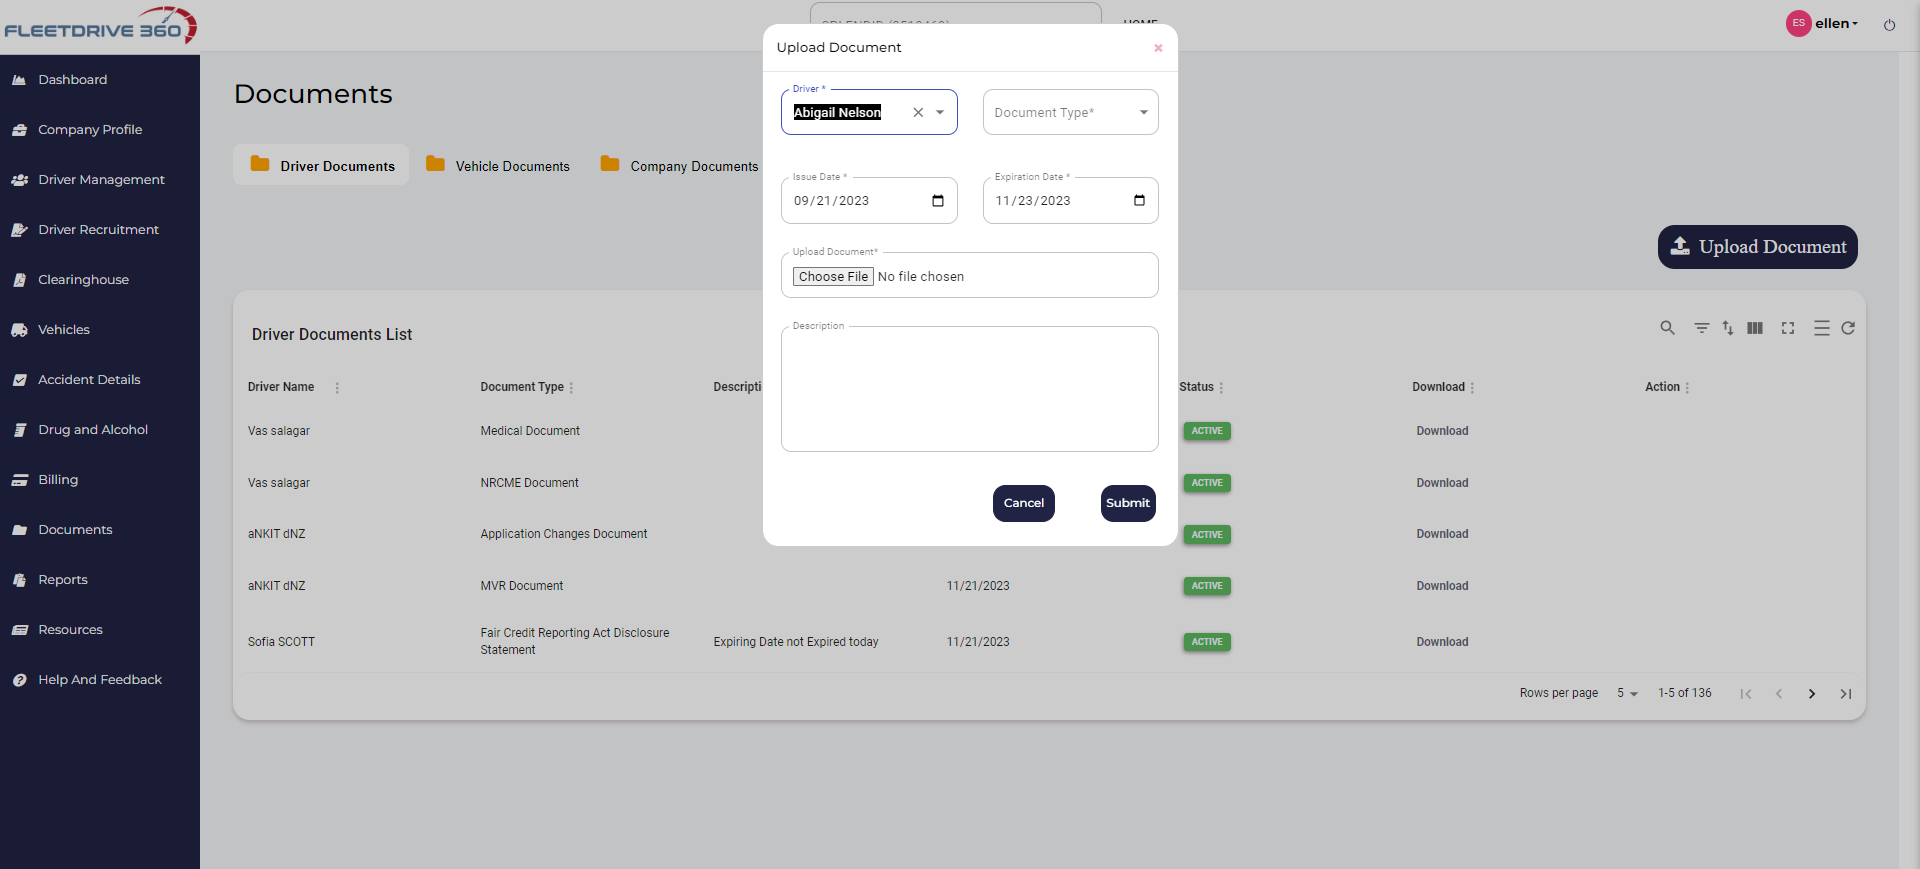 FLEETDRIVE 360
HOME
ES ellen
Dashboard
Company Profile
Driver Management
Driver Recruitment
Clearinghouse
Vehicles
Accident Details
Drug and Alcohol
Billing
Documents
Reports
Resources
Help And Feedback
Documents
Driver Documents
Vehicle Documents
Company Documents
Upload Document
Upload Document
Driver *
Abigail Nelson
Document Type*
Issue Date *
09/21/2023
Expiration Date *
11/23/2023
Upload Document*
Choose File No file chosen
Description
Cancel Submit
Driver Documents List
Driver Name Document Type Descripti Status Download Action
Vas salagar Medical Document ACTIVE Download
Vas salagar NRCME Document ACTIVE Download
aNKIT dNZ Application Changes Document ACTIVE Download
aNKIT dNZ MVR Document 11/21/2023 ACTIVE Download
Sofia SCOTT Fair Credit Reporting Act Disclosure
Statement Expiring Date not Expired today 11/21/2023 ACTIVE Download
Rows per page 5 1-5 of 136